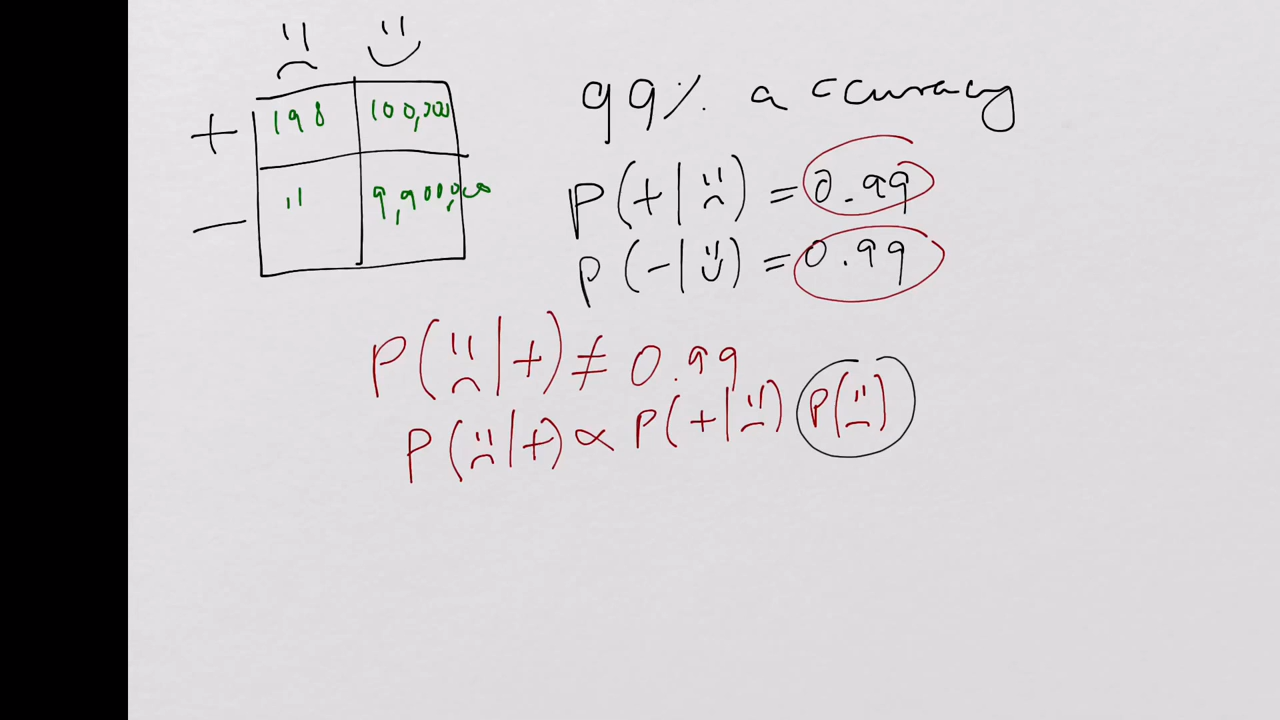 99% accuracy
+ 198 100,000
P(+|☹) = 0.99
- 11 9,900,000
P(-|☺) = 0.99
P(☹|+) ≠ 0.99
P(☹|+) ∝ P(+|☹) P(☹)